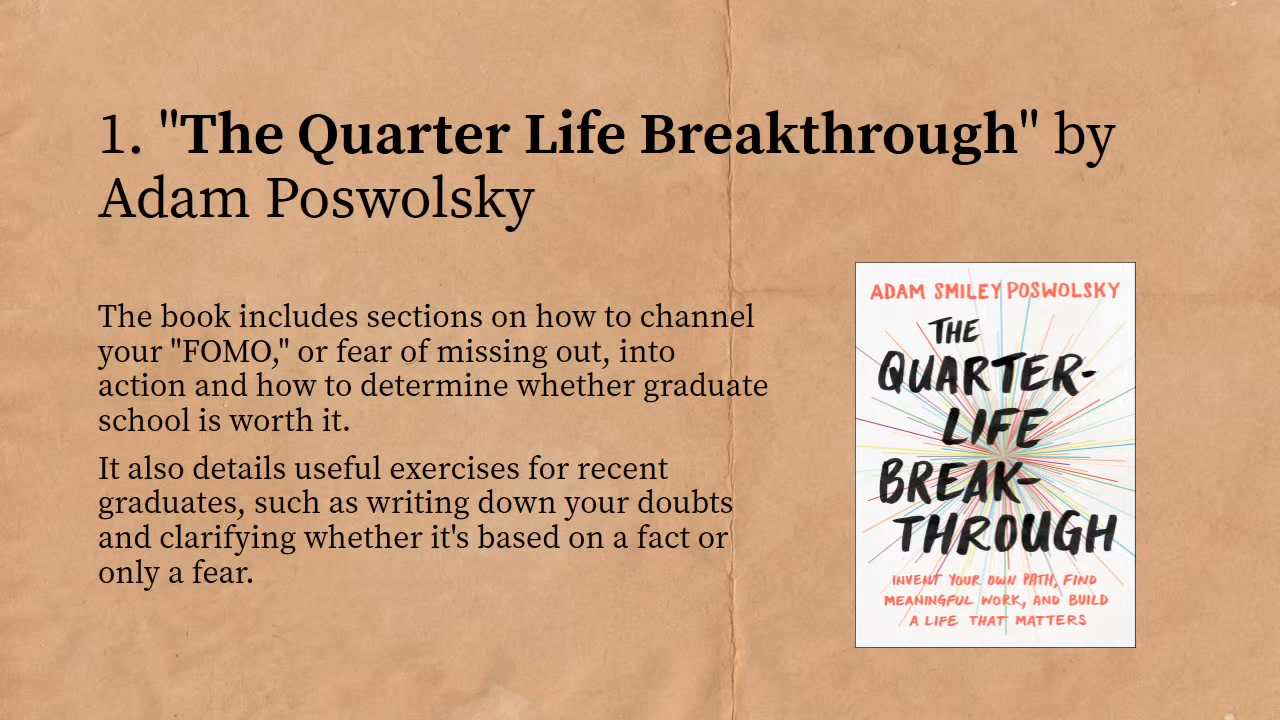 1. "The Quarter Life Breakthrough" by
Adam Poswolsky
The book includes sections on how to channel
your "FOMO," or fear of missing out, into
action and how to determine whether graduate
school is worth it.
It also details useful exercises for recent
graduates, such as writing down your doubts
and clarifying whether it's based on a fact or
only a fear.
ADAM SMILEY POSWOLSKY
THE
QUARTER-
LIFE
BREAK-
THROUGH
INVENT YOUR OWN PATH, FIND
MEANINGFUL WORK, AND BUILD
A LIFE THAT MATTERS